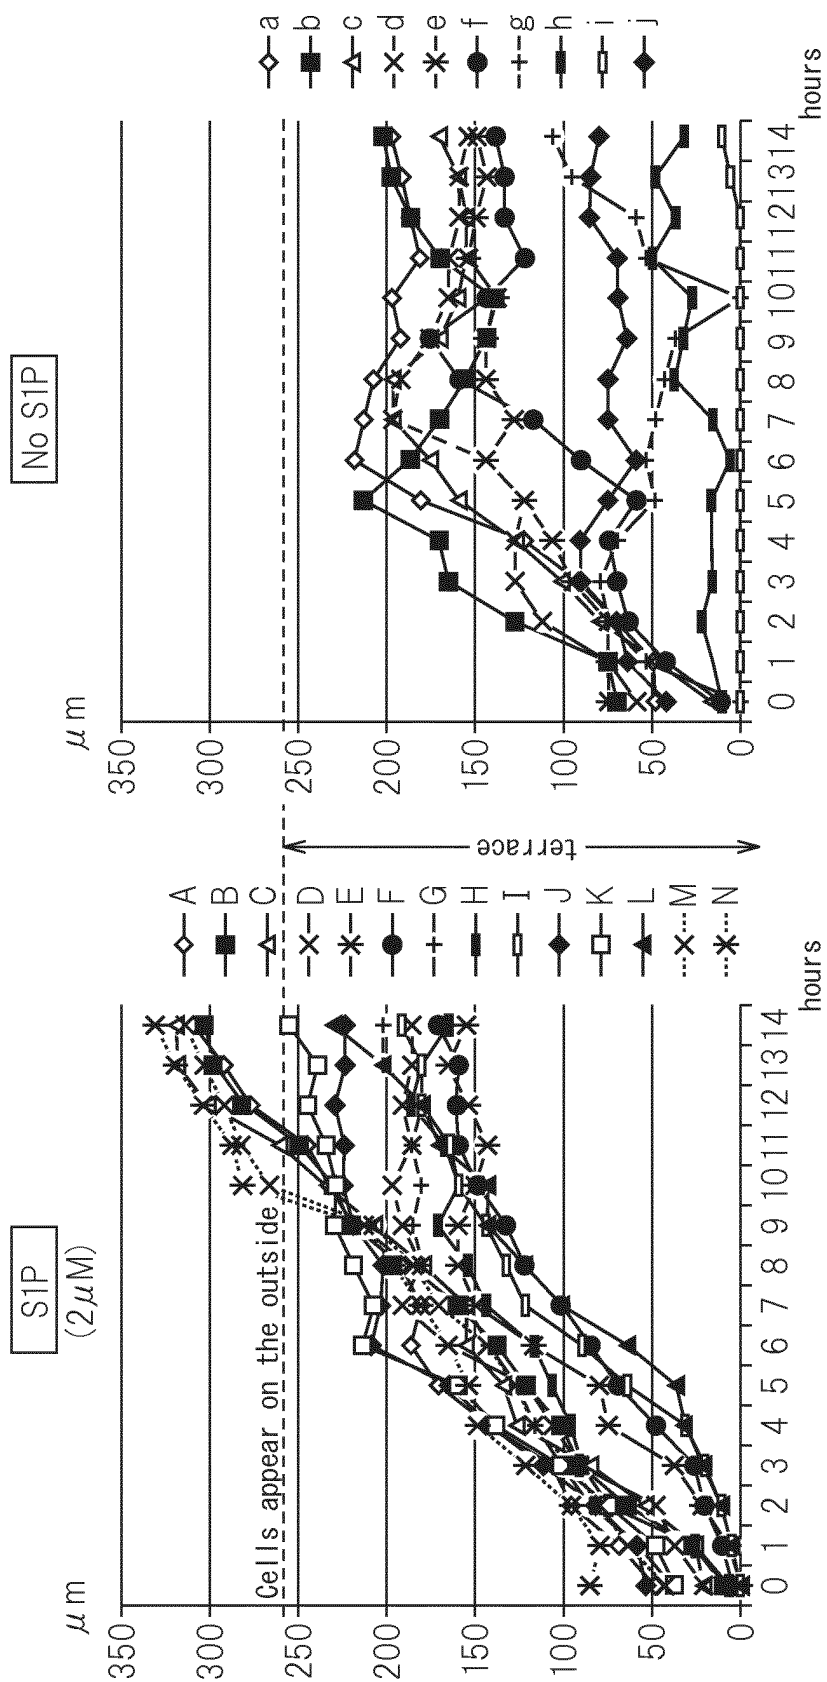 S1P
(2μM)
μm
350
300
250
200
150
100
50
0
Cells appear on the outside
0 1 2 3 4 5 6 7 8 9 10 11 12 13 14
hours
A
B
C
D
E
F
G
H
I
J
K
L
M
N
terrace
No S1P
μm
350
300
250
200
150
100
50
0
0 1 2 3 4 5 6 7 8 9 10 11 12 13 14
hours
a
b
c
d
e
f
g
h
i
j